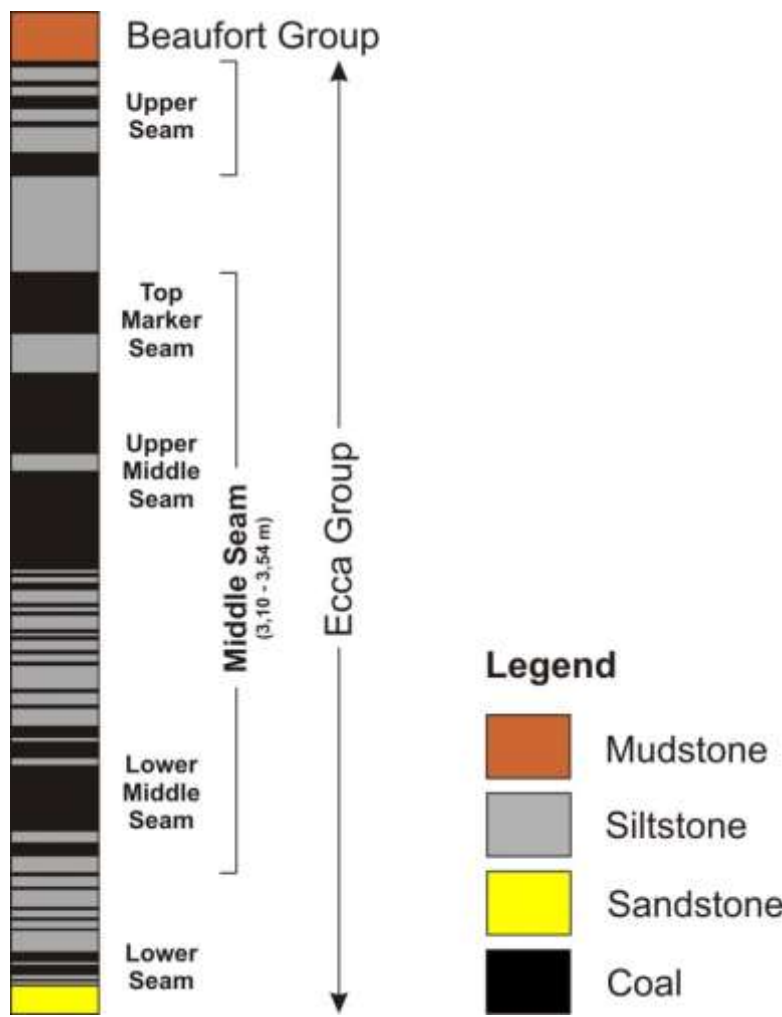 Beaufort Group
Upper
Seam
Top
Marker
Seam
Upper
Middle
Seam
Middle Seam
(3,10 - 3,54 m)
Ecca Group
Lower
Middle
Seam
Lower
Seam
Legend
Mudstone
Siltstone
Sandstone
Coal